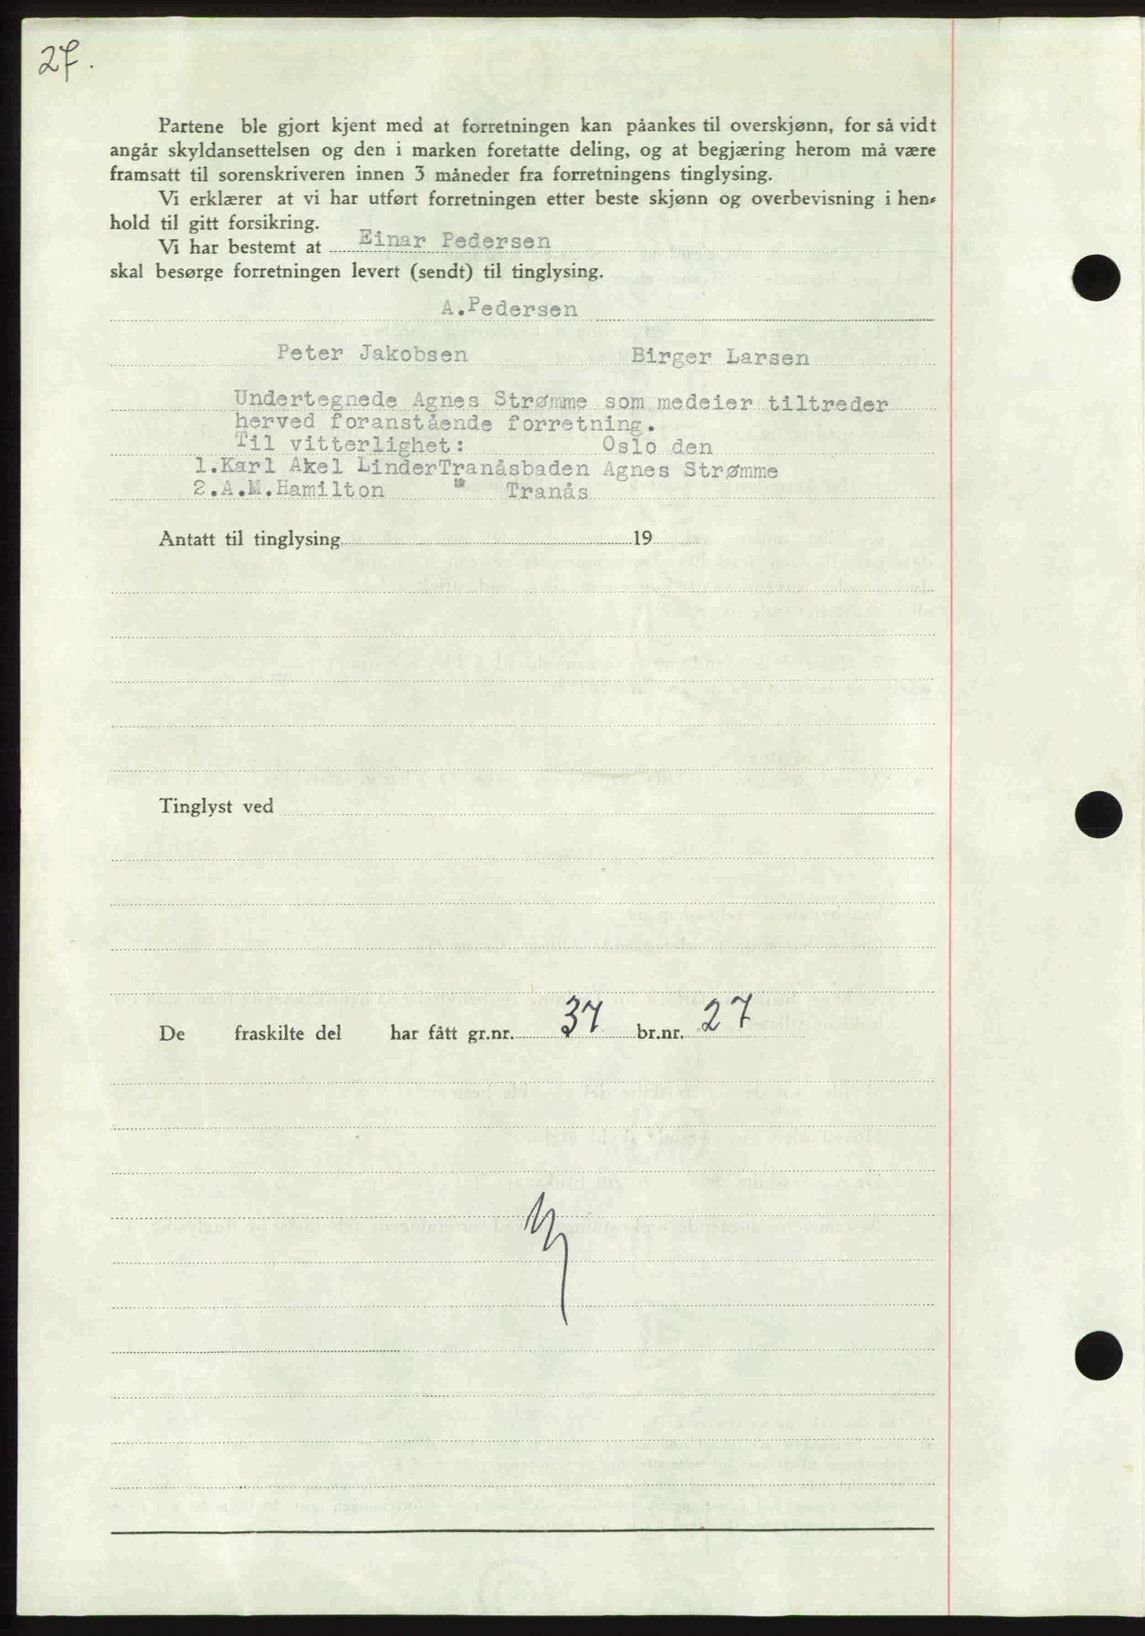 27.
Partene ble gjort kjent med at forretningen kan påankes til overskjønn, for så vidt
angår skyldansettelsen og den i marken foretatte deling, og at begjæring herom må være
framsatt til sorenskriveren innen 3 måneder fra forretningens tinglysing.
Vi erklærer at vi har utført forretningen etter beste skjønn og overbevisning i hen-
hold til gitt forsikring.
Vi har bestemt at Einar Pedersen
skal besørge forretningen levert (sendt) til tinglysing.
A.Pedersen
Peter Jakobsen Birger Larsen
Undertegnede Agnes Strømme som medeier tiltreder
herved foranstående forretning.
Til vitterlighet: Oslo den
1.Karl Akel LinderTranåsbaden Agnes Strømme
2.A.M.Hamilton " Tranås
Antatt til tinglysing 19
Tinglyst ved
De fraskilte del har fått gr.nr. 37 br.nr. 27